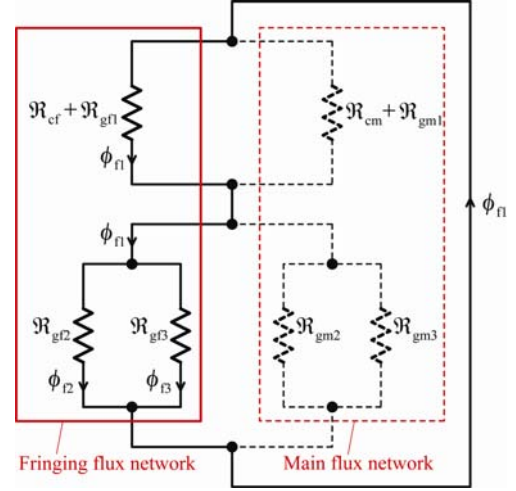 ℜcf + ℜgf1
ℜcm + ℜgm1
ϕf1
ϕf1
ϕf1
ℜgf2
ℜgf3
ℜgm2
ℜgm3
ϕf2
ϕf3
Fringing flux network
Main flux network